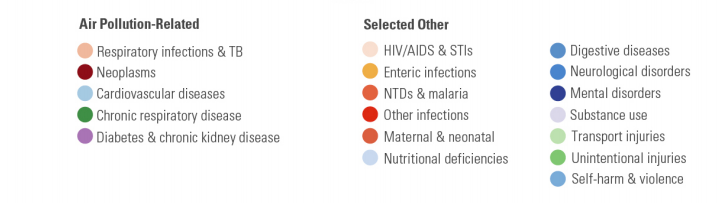 Air Pollution-Related
Respiratory infections & TB
Neoplasms
Cardiovascular diseases
Chronic respiratory disease
Diabetes & chronic kidney disease
Selected Other
HIV/AIDS & STIs
Enteric infections
NTDs & malaria
Other infections
Maternal & neonatal
Nutritional deficiencies
Digestive diseases
Neurological disorders
Mental disorders
Substance use
Transport injuries
Unintentional injuries
Self-harm & violence